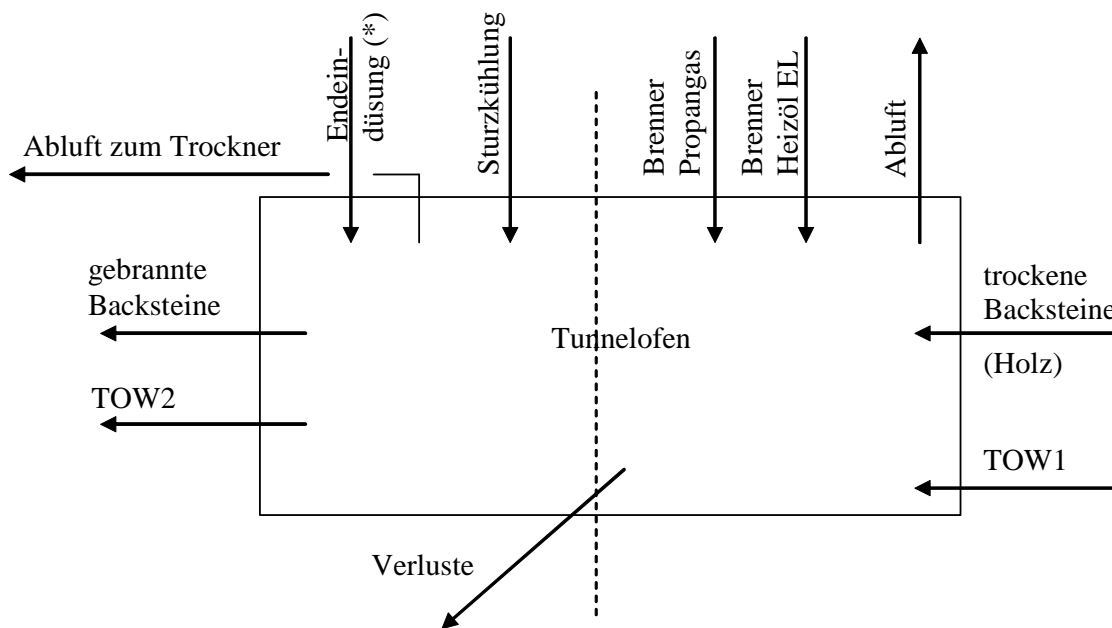 Endein-
düsung (*)
Sturzkühlung
Brenner
Propangas
Brenner
Heizöl EL
Abluft
Abluft zum Trockner
gebrannte
Backsteine
trockene
Backsteine
Tunnelofen
(Holz)
TOW2
TOW1
Verluste